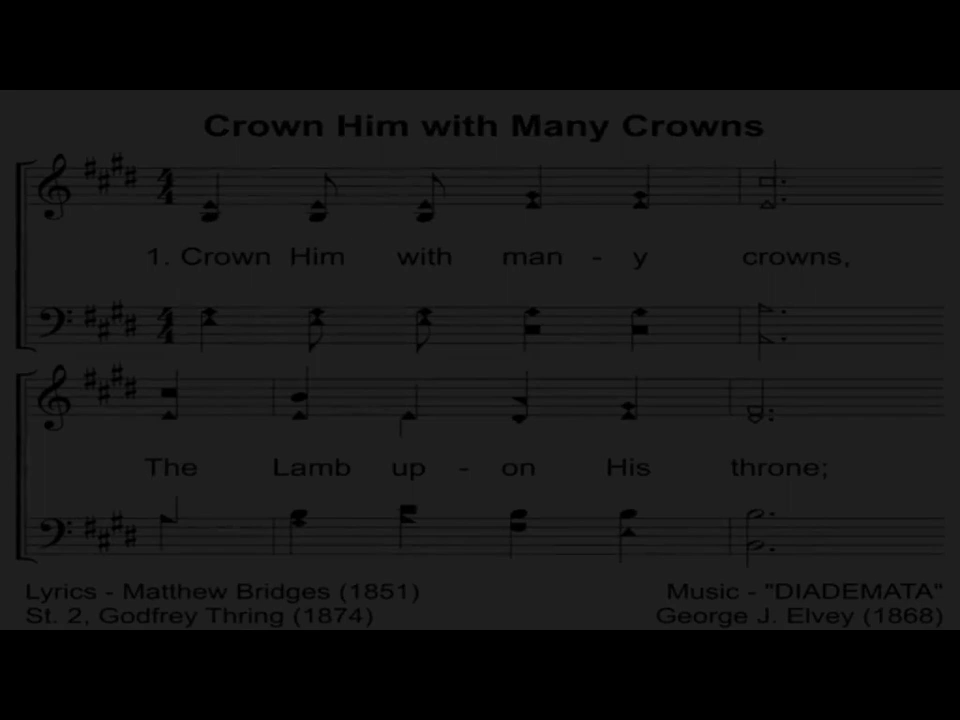 Crown Him with Many Crowns
1. Crown Him with man - y crowns,
The Lamb up - on His throne;
Lyrics - Matthew Bridges (1851)
St. 2, Godfrey Thring (1874)
Music - "DIADEMATA"
George J. Elvey (1868)